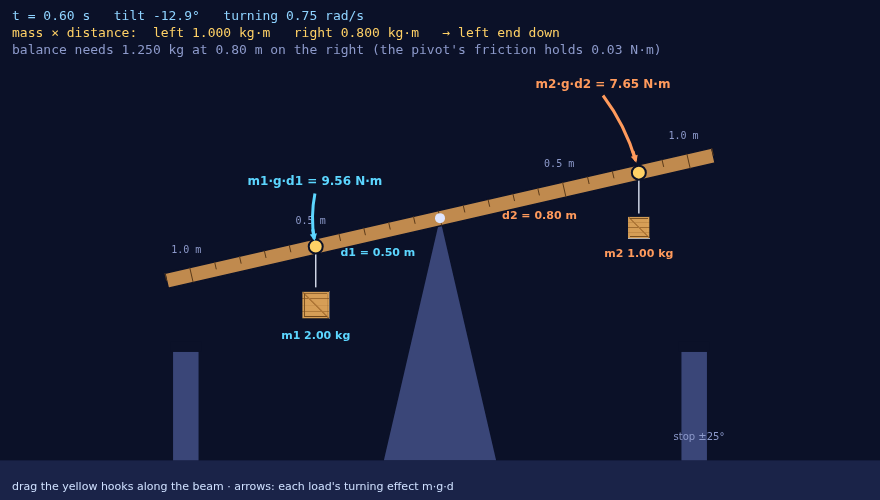 t = 0.60 s   tilt -12.9°   turning 0.75 rad/s
mass × distance:  left 1.000 kg·m   right 0.800 kg·m   → left end down
balance needs 1.250 kg at 0.80 m on the right (the pivot's friction holds 0.03 N·m)
m2·g·d2 = 7.65 N·m
1.0 m
0.5 m
m1·g·d1 = 9.56 N·m
d2 = 0.80 m
0.5 m
1.0 m
d1 = 0.50 m
m2 1.00 kg
m1 2.00 kg
stop ±25°
drag the yellow hooks along the beam · arrows: each load's turning effect m·g·d